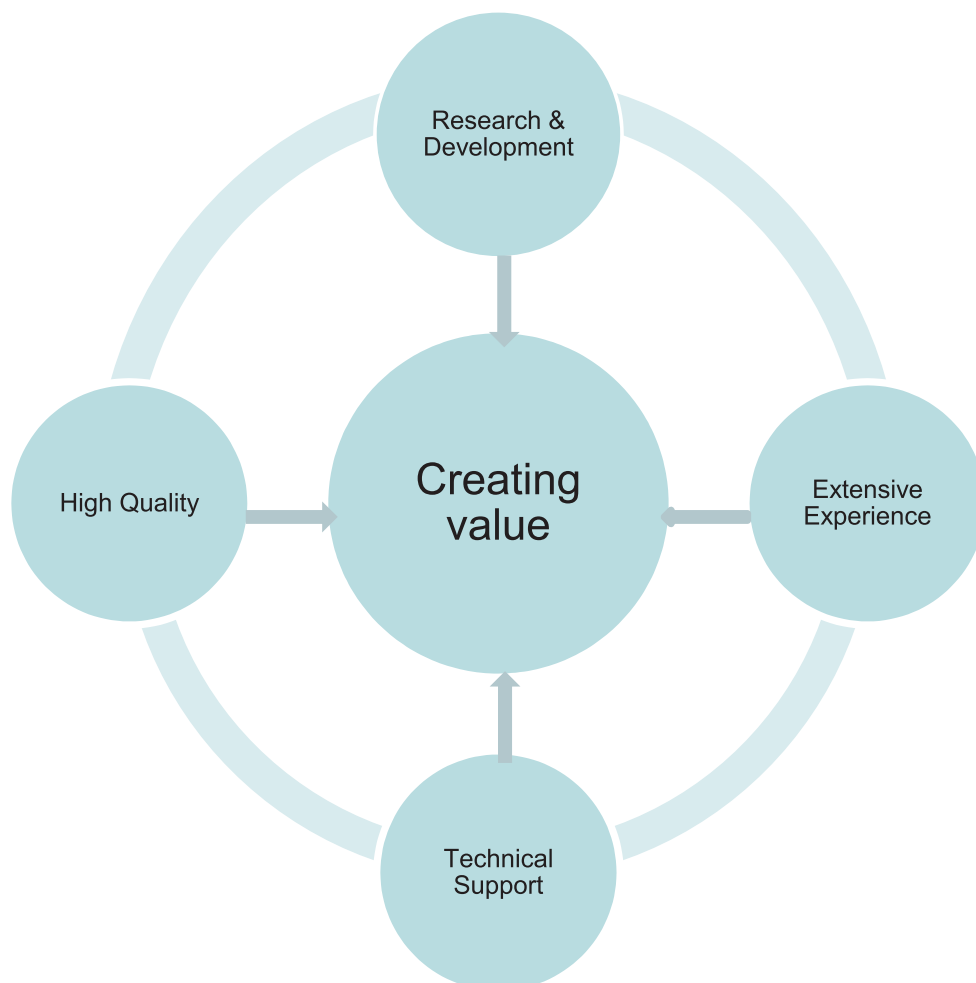 Research &
Development
High Quality
Creating
value
Extensive
Experience
Technical
Support